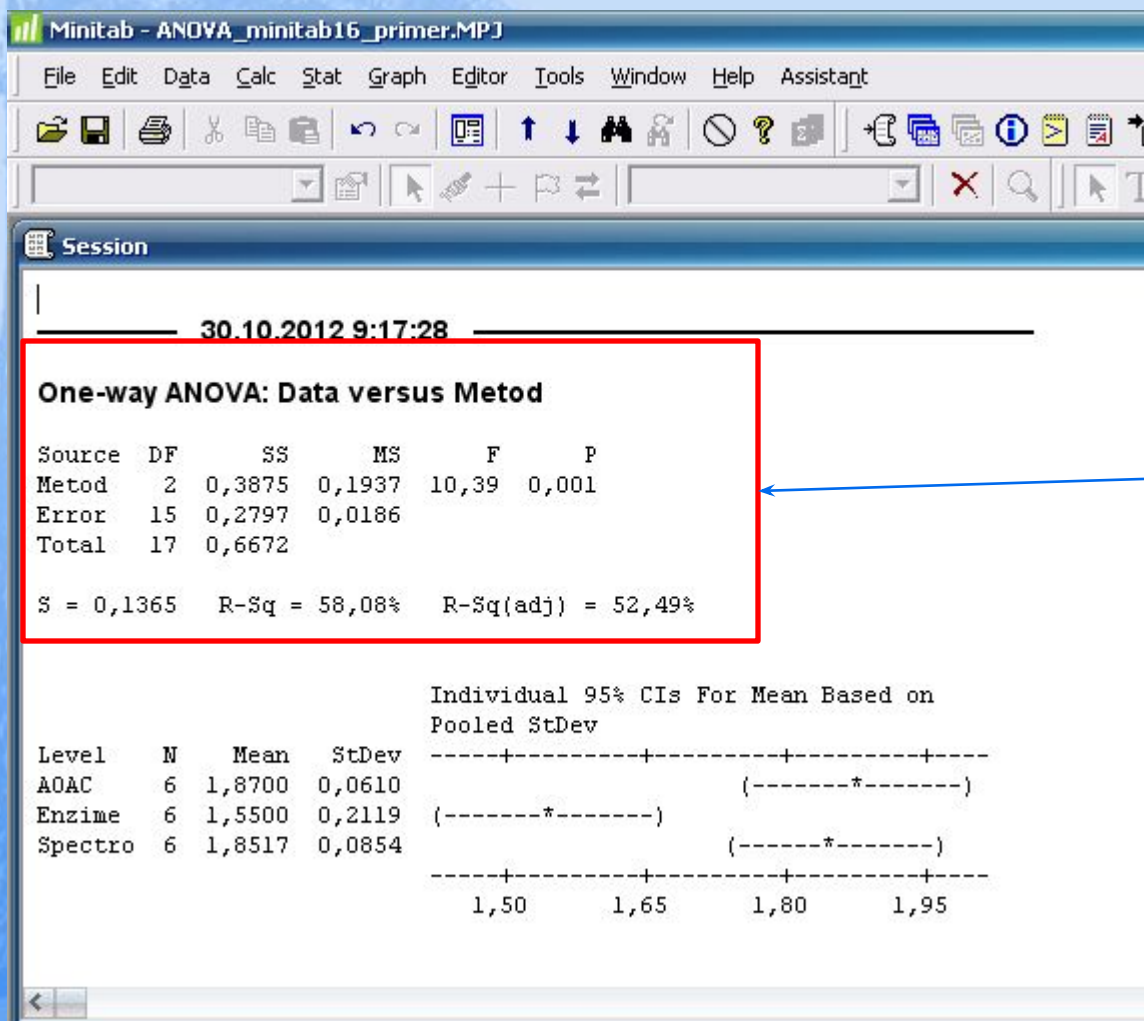 Minitab - ANOVA_minitab16_primer.MPJ
File Edit Data Calc Stat Graph Editor Tools Window Help Assistant
Session
30.10.2012 9:17:28
One-way ANOVA: Data versus Metod
Source DF SS MS F P
Metod 2 0,3875 0,1937 10,39 0,001
Error 15 0,2797 0,0186
Total 17 0,6672
S = 0,1365 R-Sq = 58,08% R-Sq(adj) = 52,49%
Individual 95% CIs For Mean Based on
Pooled StDev
Level N Mean StDev -----+---------+---------+---------+----
AOAC 6 1,8700 0,0610 (-------*-------)
Enzime 6 1,5500 0,2119 (-------*-------)
Spectro 6 1,8517 0,0854 (------*-------)
-----+---------+---------+---------+----
1,50 1,65 1,80 1,95